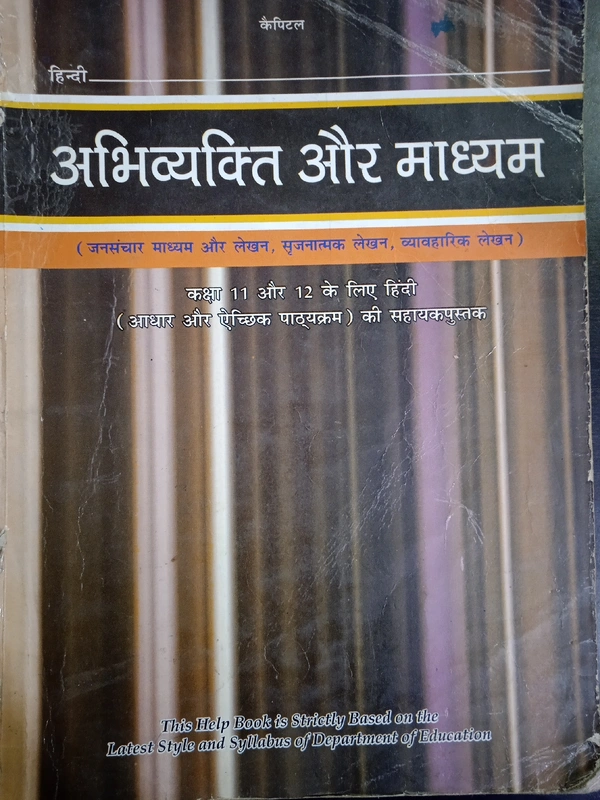 कैपिटल
हिन्दी
अभिव्यक्ति और माध्यम
(जनसंचार माध्यम और लेखन, सृजनात्मक लेखन, व्यावहारिक लेखन)
कक्षा 11 और 12 के लिए हिंदी
(आधार और ऐच्छिक पाठ्यक्रम) की सहायकपुस्तक
This Help Book is Strictly Based on the
Latest Style and Syllabus of Department of Education